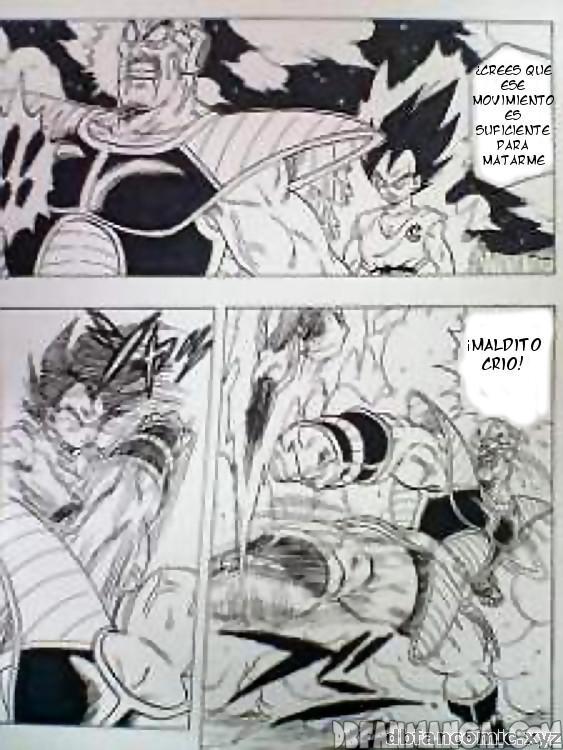 ¿CREES QUE
ESE
MOVIMIENTO
ES
SUFICIENTE
PARA
MATARME
¡MALDITO
CRIO!
DBFANMANGA.COM
dbfancomic.xyz